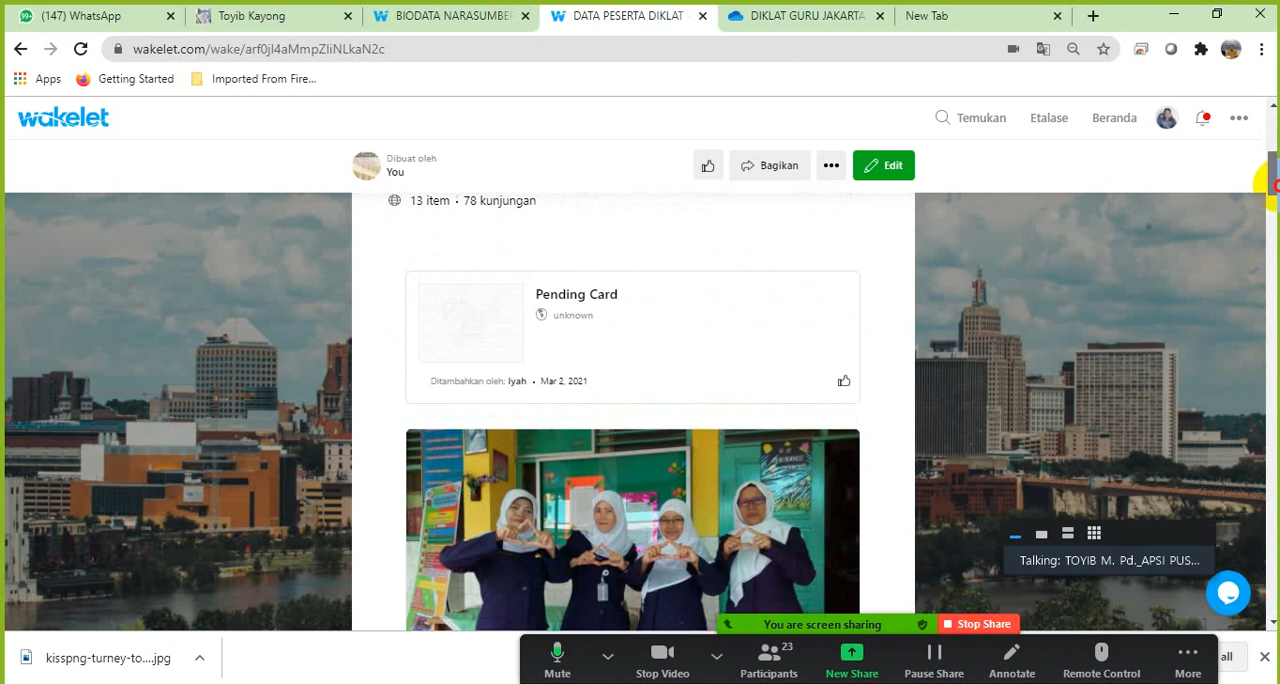 (147) WhatsApp
Toyib Kayong
BIODATA NARASUMBER
DATA PESERTA DIKLAT -
DIKLAT GURU JAKARTA
New Tab
wakelet.com/wake/arf0jl4aMmpZIiNLkaN2c
Apps
Getting Started
Imported From Fire...
wakelet
Temukan
Etalase
Beranda
Dibuat oleh
You
Bagikan
Edit
13 item • 78 kunjungan
Pending Card
unknown
Ditambahkan oleh: Iyah • Mar 2, 2021
Talking: TOYIB M. Pd._APSI PUS...
You are screen sharing
Stop Share
kisspng-turney-to....jpg
Mute
Stop Video
23
Participants
New Share
Pause Share
Annotate
Remote Control
More
all